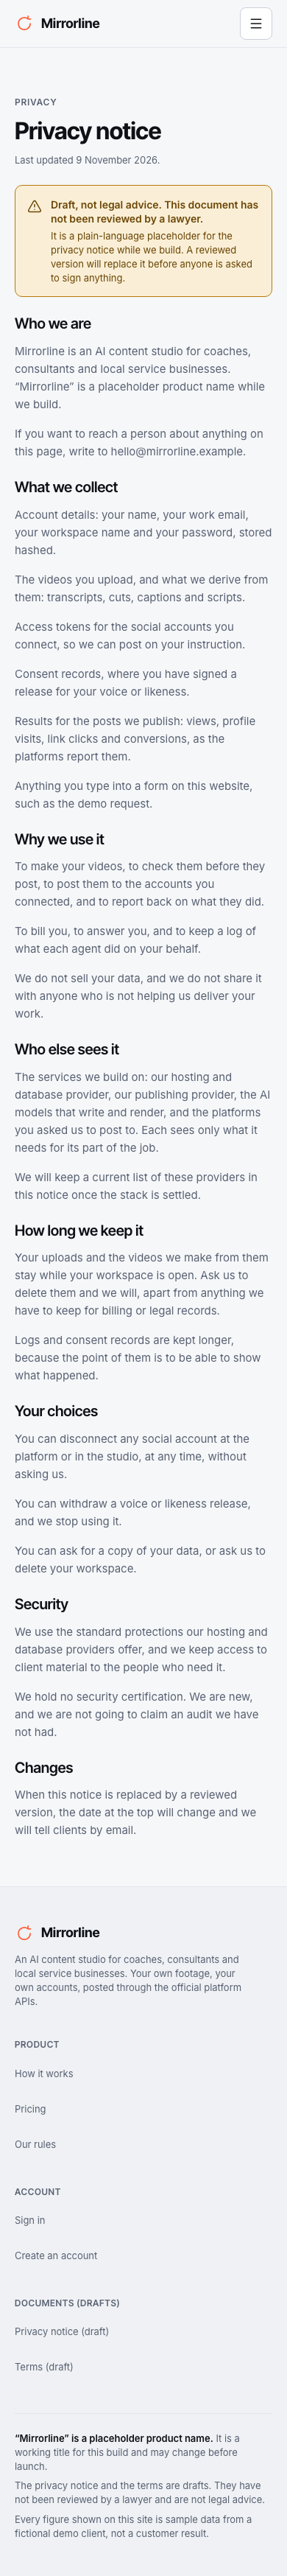 Mirrorline
PRIVACY
Privacy notice
Last updated 9 November 2026.
Draft, not legal advice. This document has
not been reviewed by a lawyer.
It is a plain-language placeholder for the
privacy notice while we build. A reviewed
version will replace it before anyone is asked
to sign anything.
Who we are
Mirrorline is an AI content studio for coaches,
consultants and local service businesses.
“Mirrorline” is a placeholder product name while
we build.
If you want to reach a person about anything on
this page, write to hello@mirrorline.example.
What we collect
Account details: your name, your work email,
your workspace name and your password, stored
hashed.
The videos you upload, and what we derive from
them: transcripts, cuts, captions and scripts.
Access tokens for the social accounts you
connect, so we can post on your instruction.
Consent records, where you have signed a
release for your voice or likeness.
Results for the posts we publish: views, profile
visits, link clicks and conversions, as the
platforms report them.
Anything you type into a form on this website,
such as the demo request.
Why we use it
To make your videos, to check them before they
post, to post them to the accounts you
connected, and to report back on what they did.
To bill you, to answer you, and to keep a log of
what each agent did on your behalf.
We do not sell your data, and we do not share it
with anyone who is not helping us deliver your
work.
Who else sees it
The services we build on: our hosting and
database provider, our publishing provider, the AI
models that write and render, and the platforms
you asked us to post to. Each sees only what it
needs for its part of the job.
We will keep a current list of these providers in
this notice once the stack is settled.
How long we keep it
Your uploads and the videos we make from them
stay while your workspace is open. Ask us to
delete them and we will, apart from anything we
have to keep for billing or legal records.
Logs and consent records are kept longer,
because the point of them is to be able to show
what happened.
Your choices
You can disconnect any social account at the
platform or in the studio, at any time, without
asking us.
You can withdraw a voice or likeness release,
and we stop using it.
You can ask for a copy of your data, or ask us to
delete your workspace.
Security
We use the standard protections our hosting and
database providers offer, and we keep access to
client material to the people who need it.
We hold no security certification. We are new,
and we are not going to claim an audit we have
not had.
Changes
When this notice is replaced by a reviewed
version, the date at the top will change and we
will tell clients by email.
Mirrorline
An AI content studio for coaches, consultants and
local service businesses. Your own footage, your
own accounts, posted through the official platform
APIs.
PRODUCT
How it works
Pricing
Our rules
ACCOUNT
Sign in
Create an account
DOCUMENTS (DRAFTS)
Privacy notice (draft)
Terms (draft)
“Mirrorline” is a placeholder product name. It is a
working title for this build and may change before
launch.
The privacy notice and the terms are drafts. They have
not been reviewed by a lawyer and are not legal advice.
Every figure shown on this site is sample data from a
fictional demo client, not a customer result.